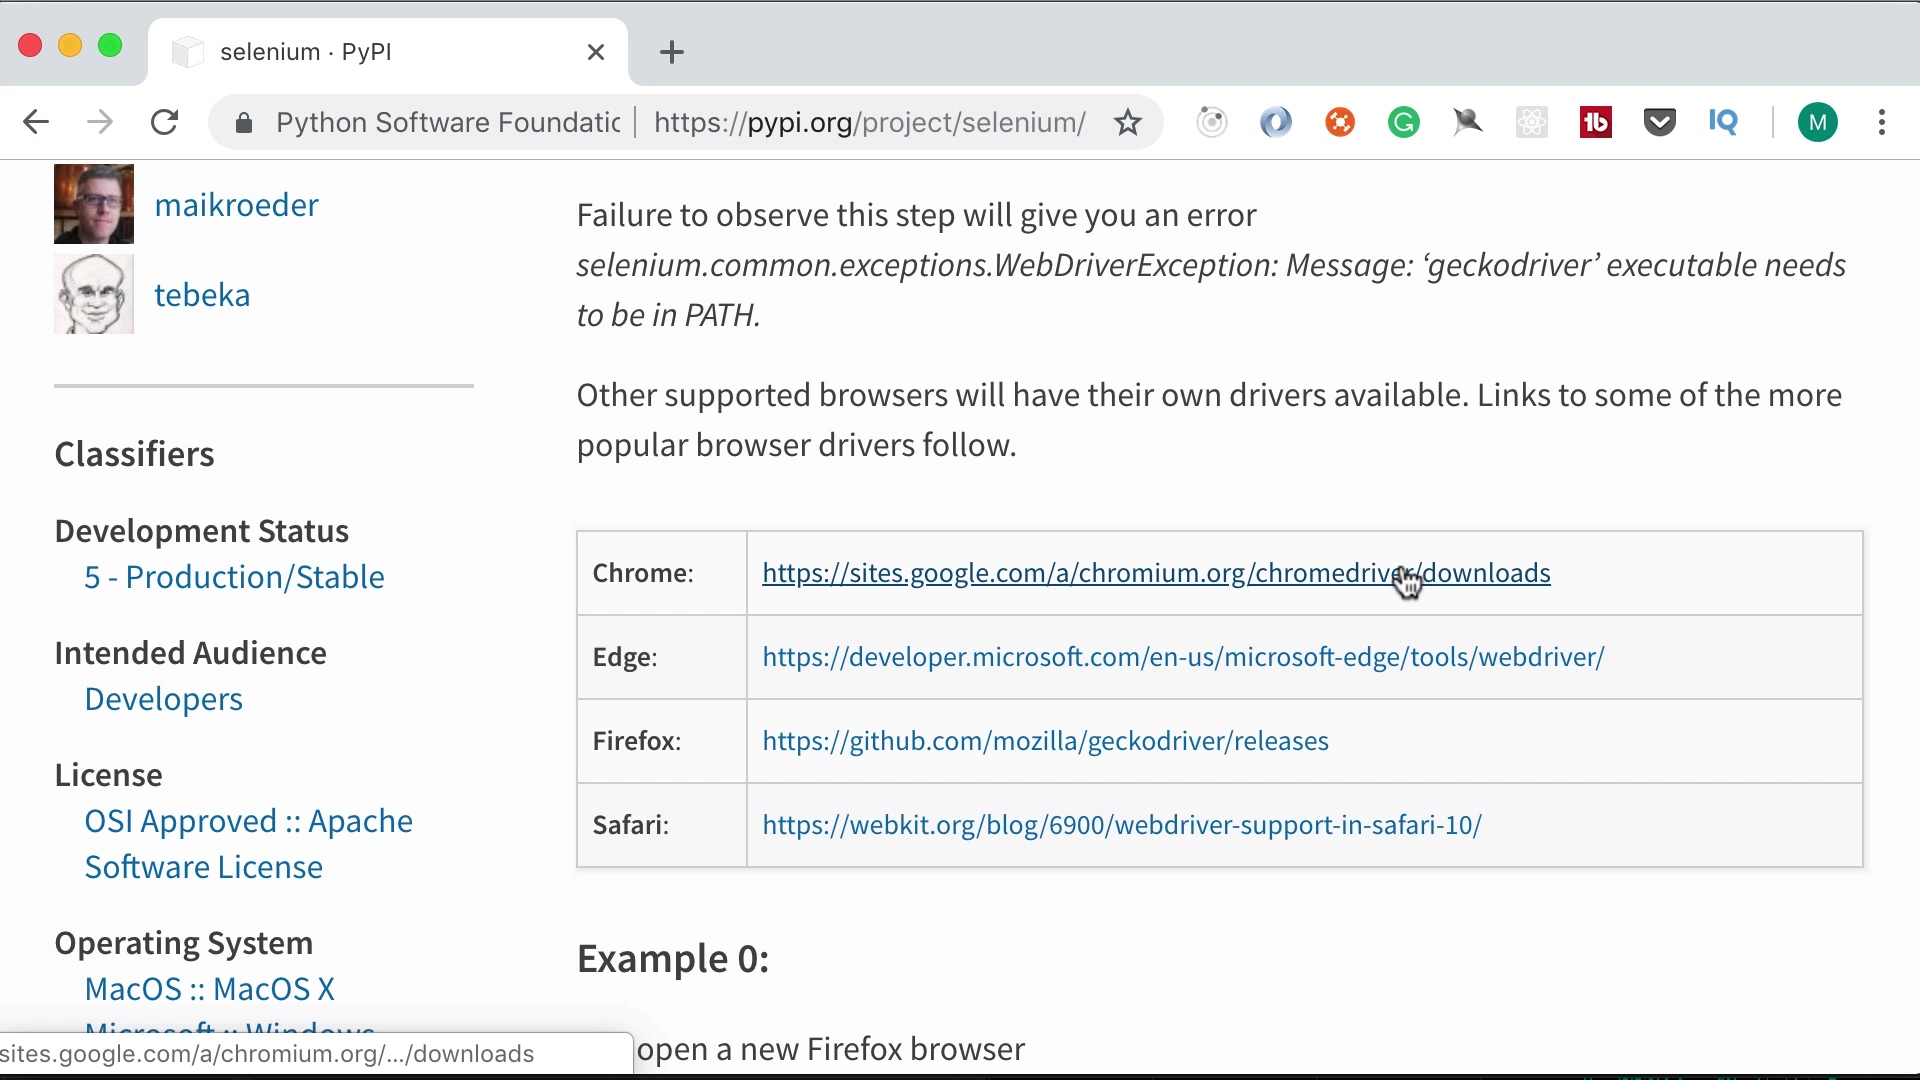 selenium · PyPI
Python Software Foundatic
https://pypi.org/project/selenium/
M
maikroeder
tebeka
Classifiers
Development Status
5 - Production/Stable
Intended Audience
Developers
License
OSI Approved :: Apache
Software License
Operating System
MacOS :: MacOS X
Microsoft :: Windows
Failure to observe this step will give you an error
selenium.common.exceptions.WebDriverException: Message: ‘geckodriver’ executable needs
to be in PATH.
Other supported browsers will have their own drivers available. Links to some of the more
popular browser drivers follow.
Chrome: https://sites.google.com/a/chromium.org/chromedriver/downloads
Edge: https://developer.microsoft.com/en-us/microsoft-edge/tools/webdriver/
Firefox: https://github.com/mozilla/geckodriver/releases
Safari: https://webkit.org/blog/6900/webdriver-support-in-safari-10/
Example 0:
open a new Firefox browser
sites.google.com/a/chromium.org/.../downloads